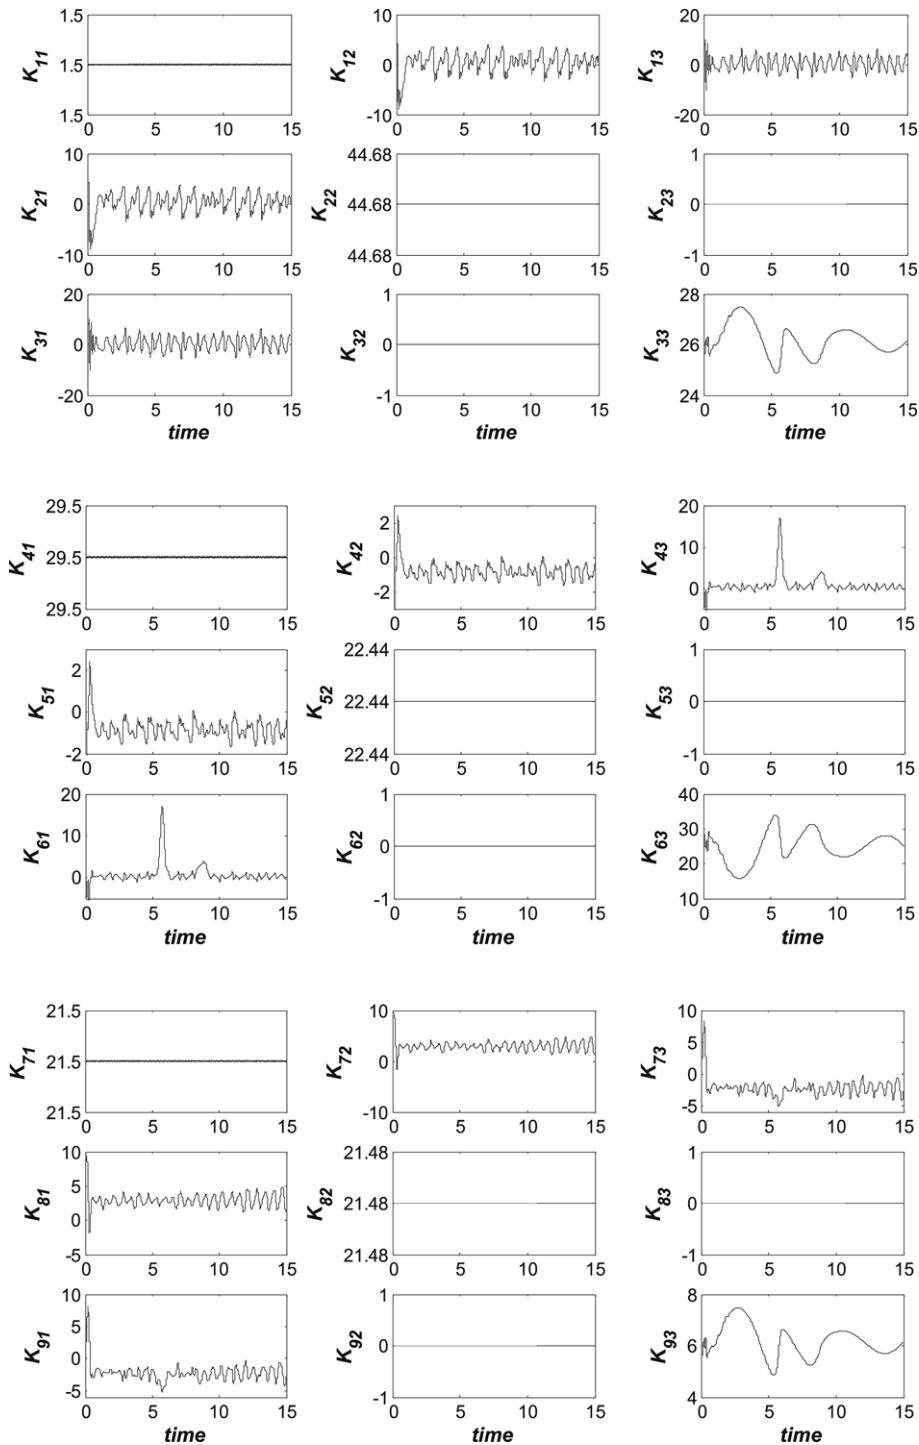 1.5 1.5 1.5 K11 0 5 10 15
10 0 -10 K12 0 5 10 15
20 0 -20 K13 0 5 10 15
10 0 -10 K21 0 5 10 15
44.68 44.68 44.68 K22 0 5 10 15
1 0 -1 K23 0 5 10 15
20 0 -20 K31 0 5 10 15
time
1 0 -1 K32 0 5 10 15
time
28 26 24 K33 0 5 10 15
time
29.5 29.5 29.5 K41 0 5 10 15
2 0 -2 K42 0 5 10 15
20 10 0 K43 0 5 10 15
2 0 -2 K51 0 5 10 15
22.44 22.44 22.44 K52 0 5 10 15
1 0 -1 K53 0 5 10 15
20 10 0 K61 0 5 10 15
time
1 0 -1 K62 0 5 10 15
time
40 30 20 10 K63 0 5 10 15
time
21.5 21.5 21.5 K71 0 5 10 15
10 0 -10 K72 0 5 10 15
10 5 0 -5 K73 0 5 10 15
10 5 0 -5 K81 0 5 10 15
21.48 21.48 21.48 K82 0 5 10 15
1 0 -1 K83 0 5 10 15
10 5 0 -5 K91 0 5 10 15
time
1 0 -1 K92 0 5 10 15
time
8 6 4 K93 0 5 10 15
time